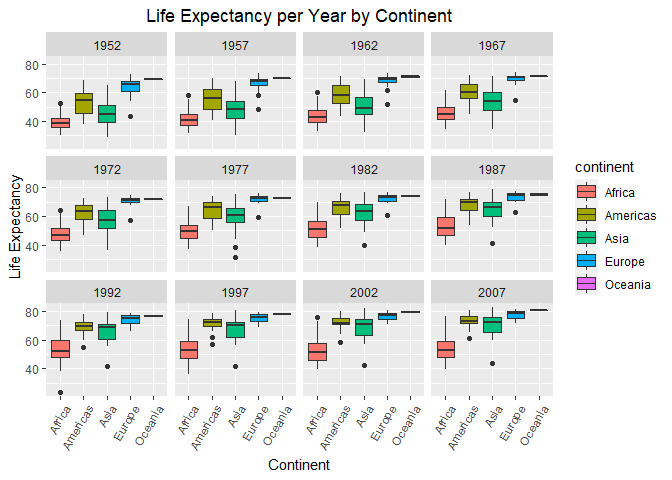 Life Expectancy per Year by Continent
1952 1957 1962 1967
80
60
40
1972 1977 1982 1987
80
60
40
1992 1997 2002 2007
80
60
40
Life Expectancy
Africa Americas Asia Europe Oceania Africa Americas Asia Europe Oceania Africa Americas Asia Europe Oceania Africa Americas Asia Europe Oceania
Continent
continent
Africa
Americas
Asia
Europe
Oceania